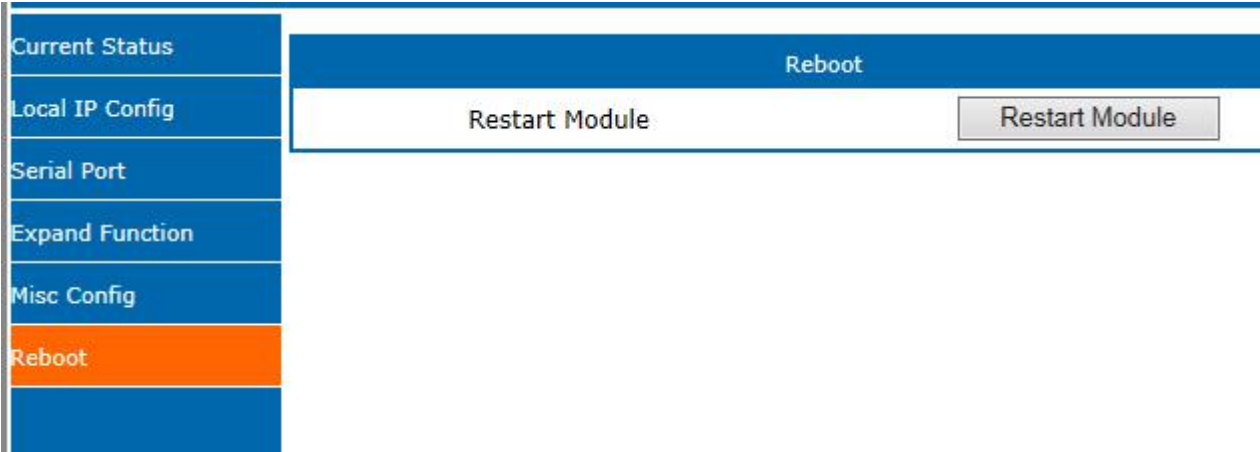 Current Status
Local IP Config
Serial Port
Expand Function
Misc Config
Reboot
Reboot
Restart Module
Restart Module